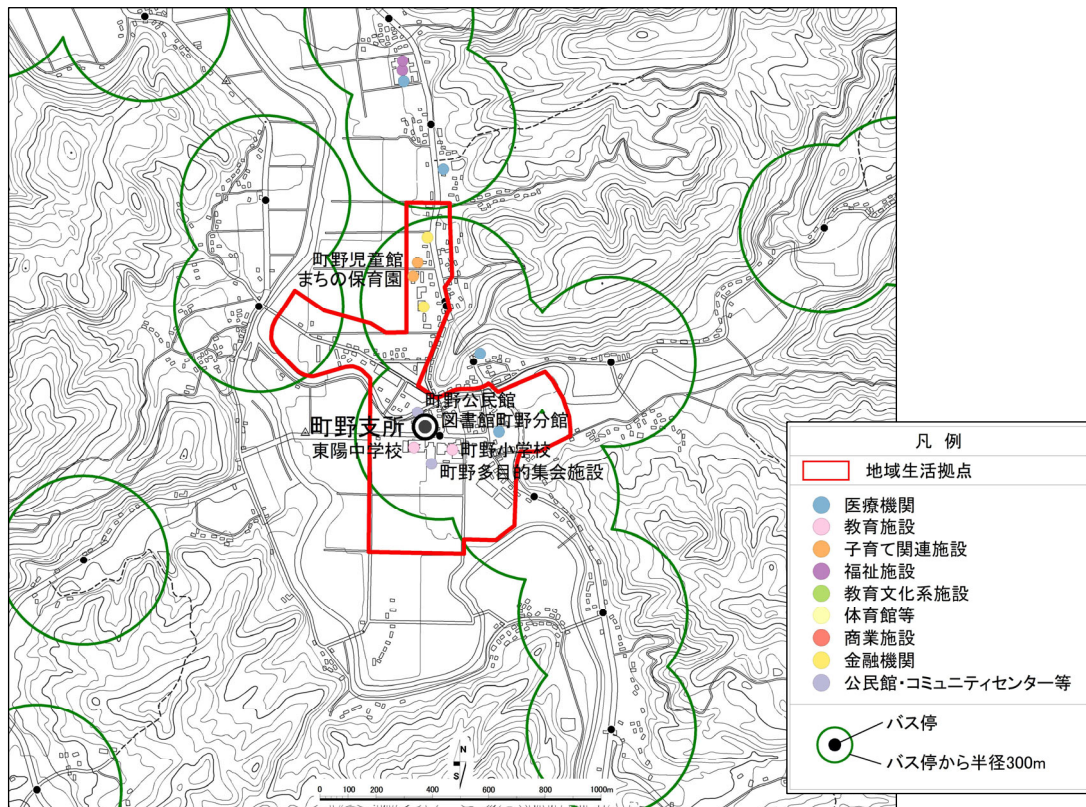 町野児童館
まちの保育園
町野公民館
図書館町野分館
町野支所
東陽中学校
町野小学校
町野多目的集会施設
N
S
0
200
400
600
800
1000m
凡 例
地域生活拠点
医療機関
教育施設
子育て関連施設
福祉施設
教育文化系施設
体育館等
商業施設
金融機関
公民館・コミュニティセンター等
バス停
バス停から半径300m